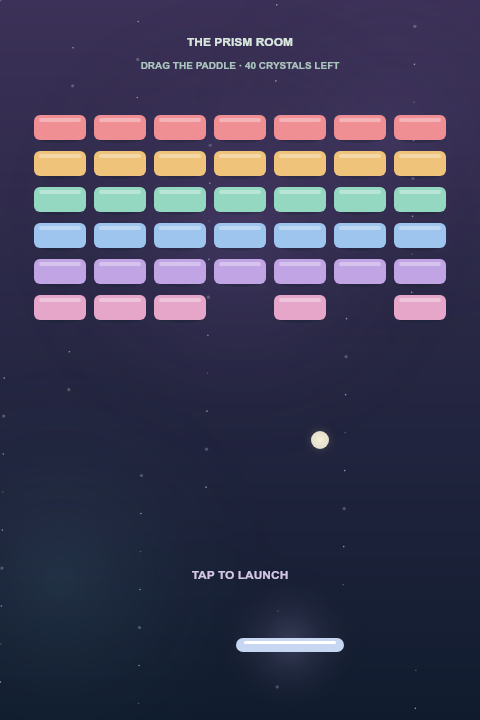 THE PRISM ROOM
DRAG THE PADDLE · 40 CRYSTALS LEFT
TAP TO LAUNCH